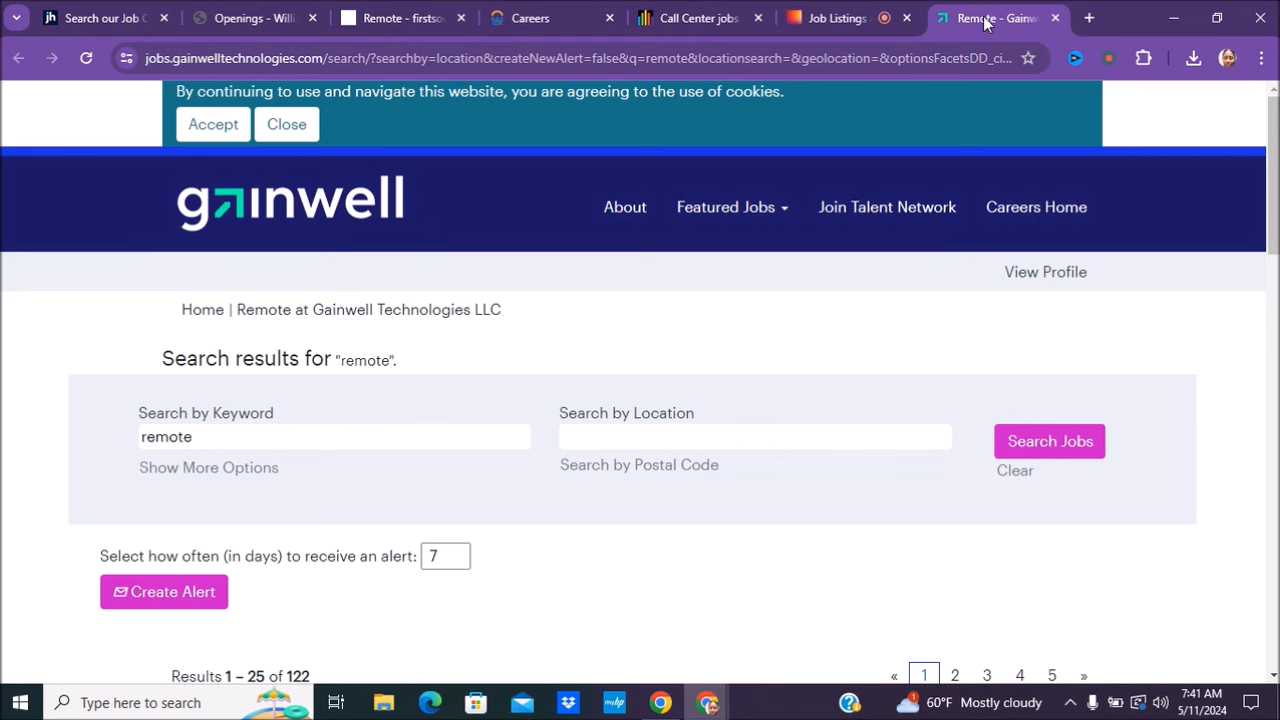 jh Search our Job
Openings - Willi
Remote - firstso
Careers
Call Center jobs
Job Listings
Remote - Gainw
jobs.gainwelltechnologies.com/search/?searchby=location&createNewAlert=false&q=remote&locationsearch=&geolocation=&optionsFacetsDD_ci...
By continuing to use and navigate this website, you are agreeing to the use of cookies.
Accept Close
gainwell
About Featured Jobs Join Talent Network Careers Home
View Profile
Home | Remote at Gainwell Technologies LLC
Search results for "remote".
Search by Keyword Search by Location
remote
Search Jobs
Show More Options Search by Postal Code Clear
Select how often (in days) to receive an alert: 7
Create Alert
Results 1 – 25 of 122 « 1 2 3 4 5 »
Type here to search
myhp
60°F Mostly cloudy
7:41 AM
5/11/2024